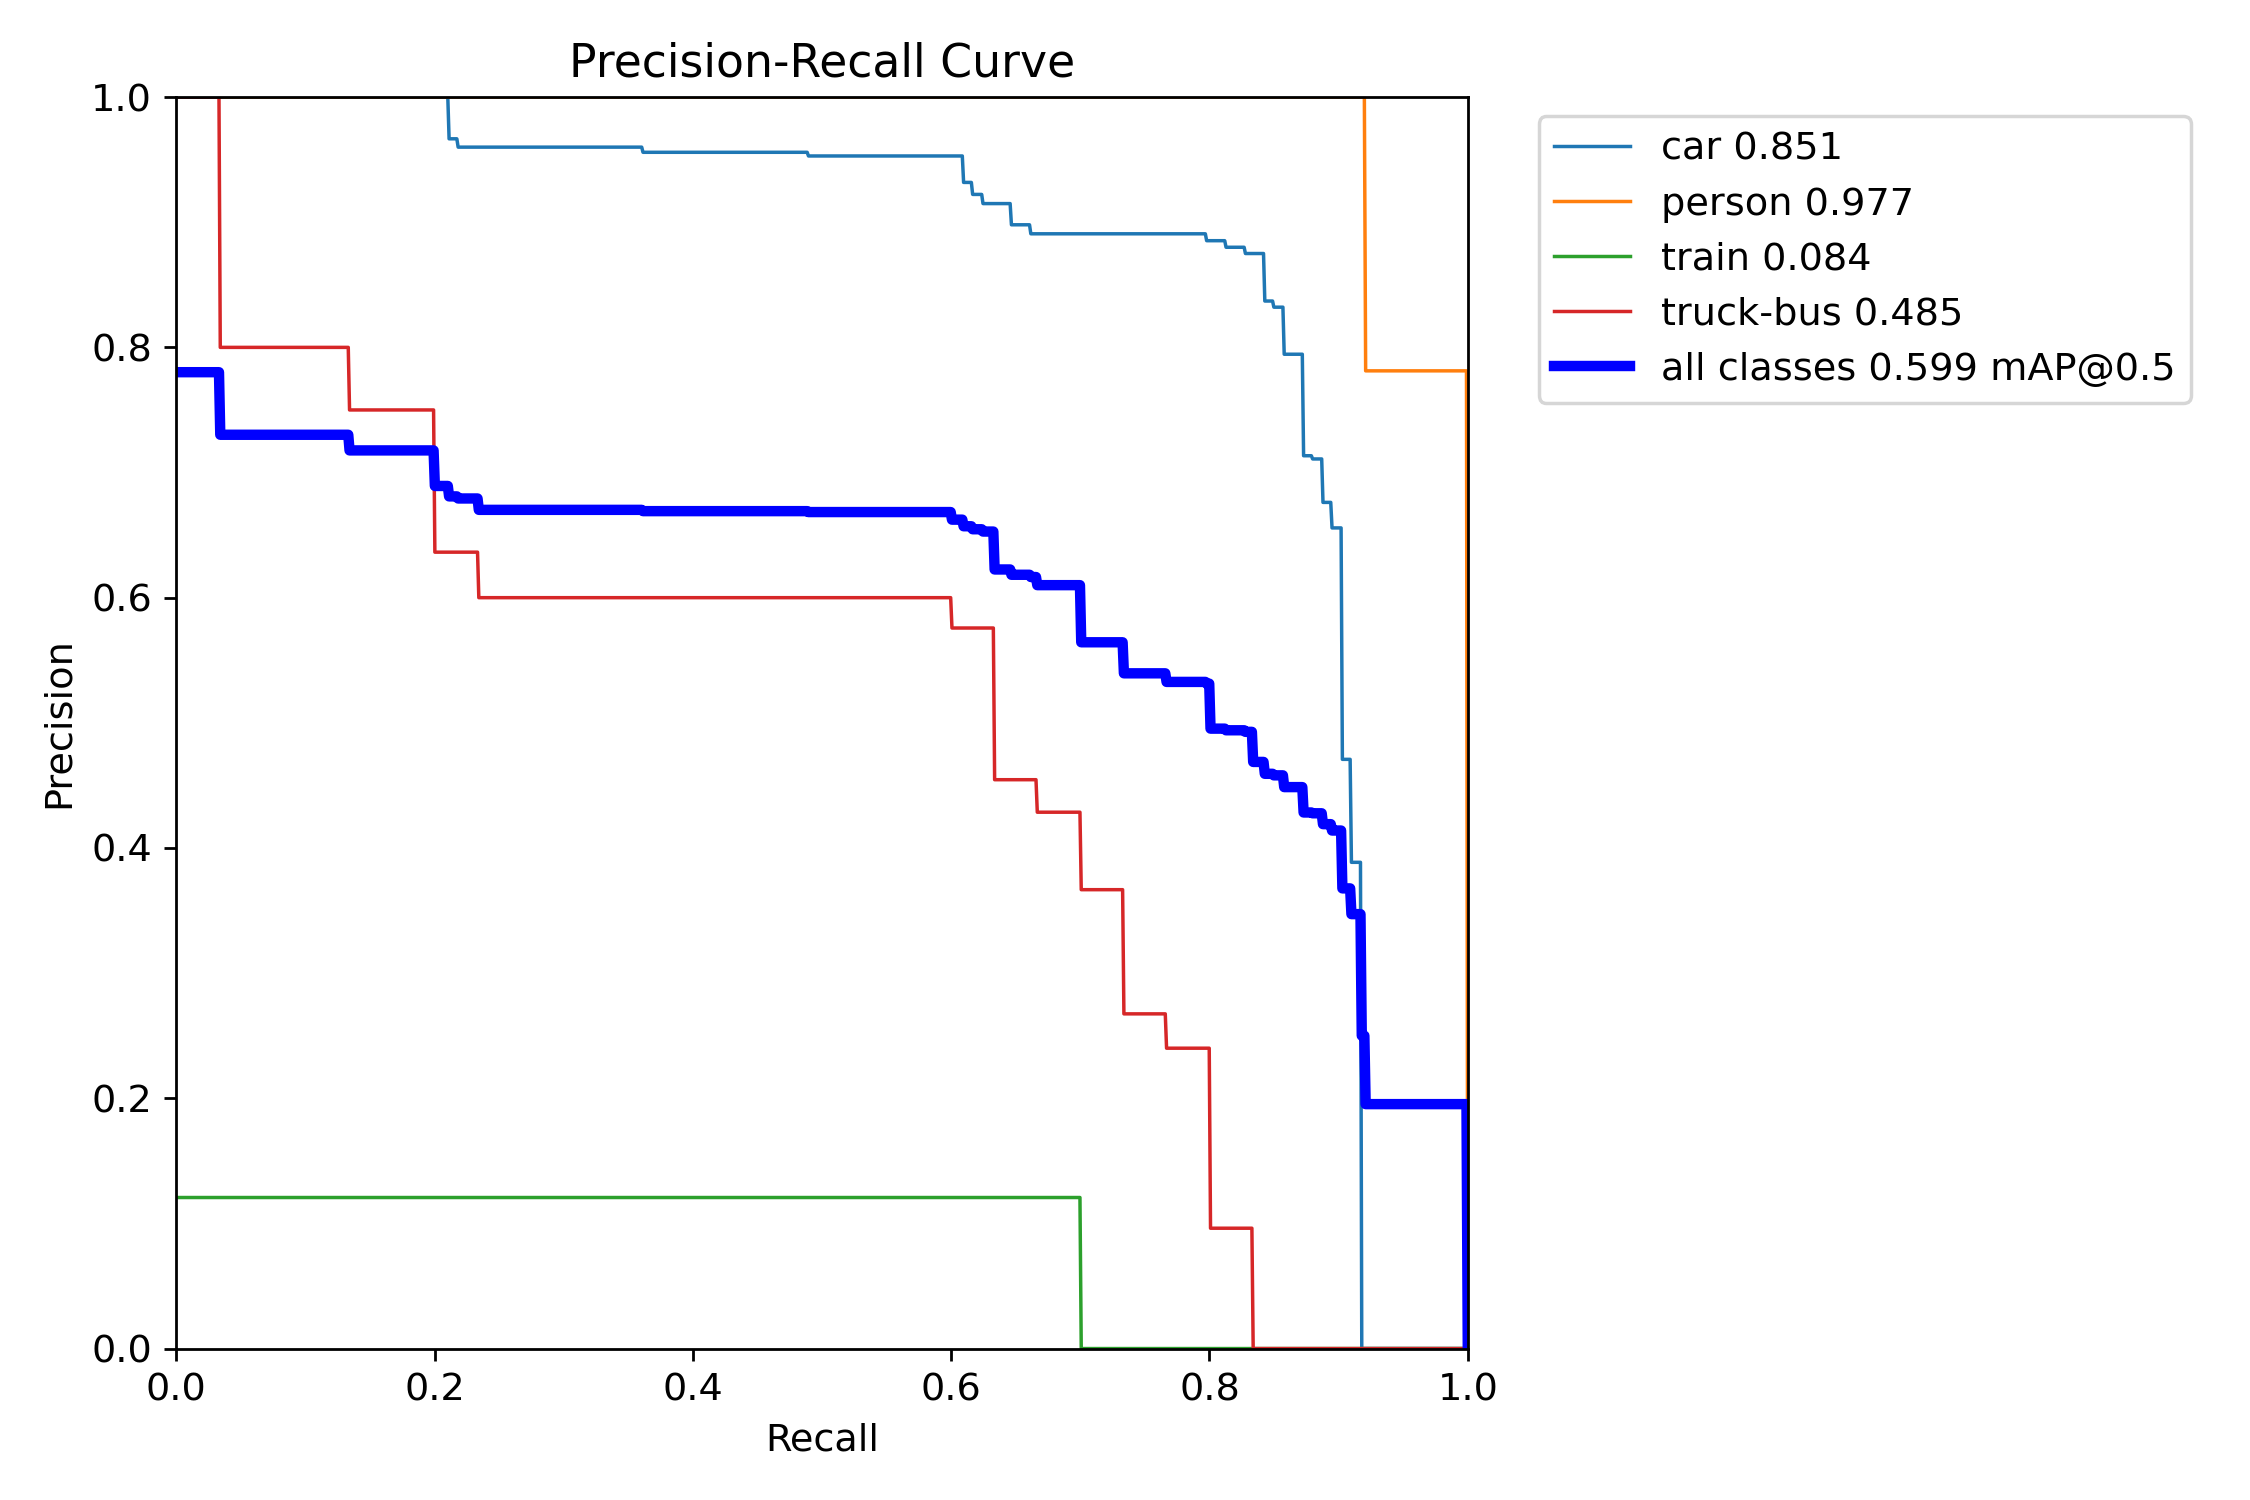 Precision-Recall Curve
1.0
0.8
0.6
0.4
0.2
0.0
Precision
0.0 0.2 0.4 0.6 0.8 1.0
Recall
car 0.851
person 0.977
train 0.084
truck-bus 0.485
all classes 0.599 mAP@0.5